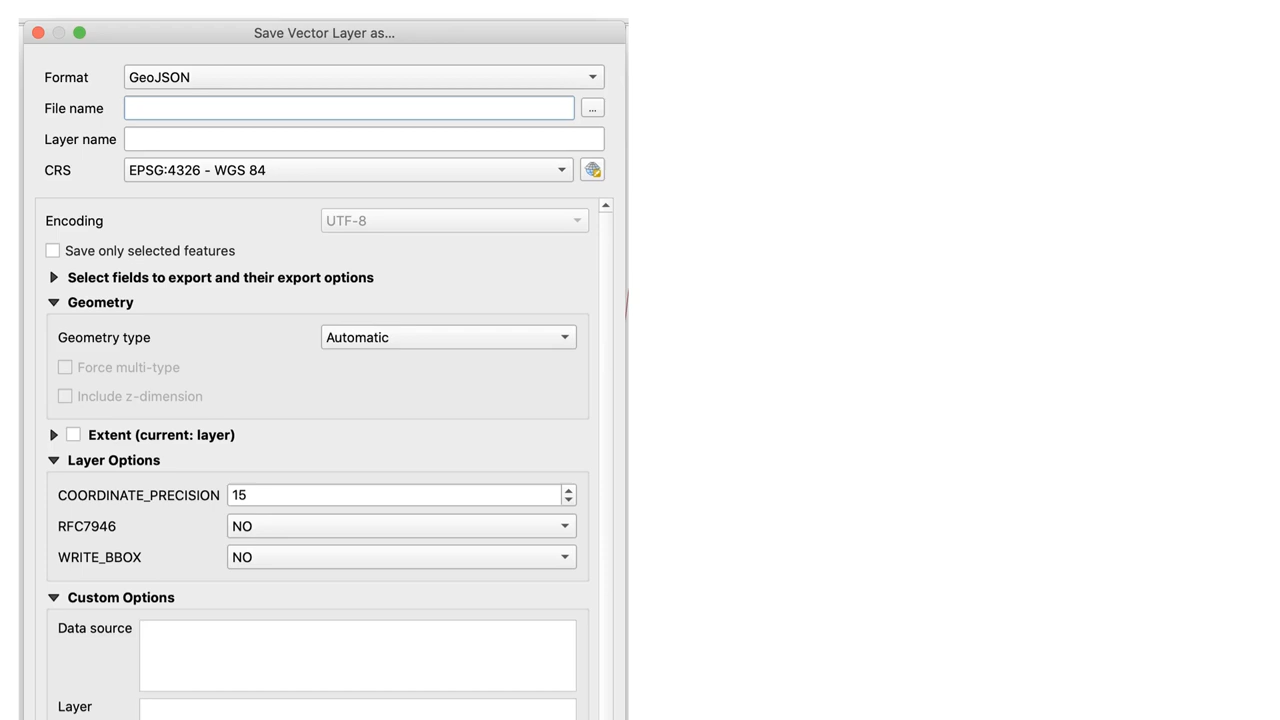 Save Vector Layer as...
Format GeoJSON
File name ...
Layer name
CRS EPSG:4326 - WGS 84
Encoding UTF-8
Save only selected features
Select fields to export and their export options
Geometry
Geometry type Automatic
Force multi-type
Include z-dimension
Extent (current: layer)
Layer Options
COORDINATE_PRECISION 15
RFC7946 NO
WRITE_BBOX NO
Custom Options
Data source
Layer